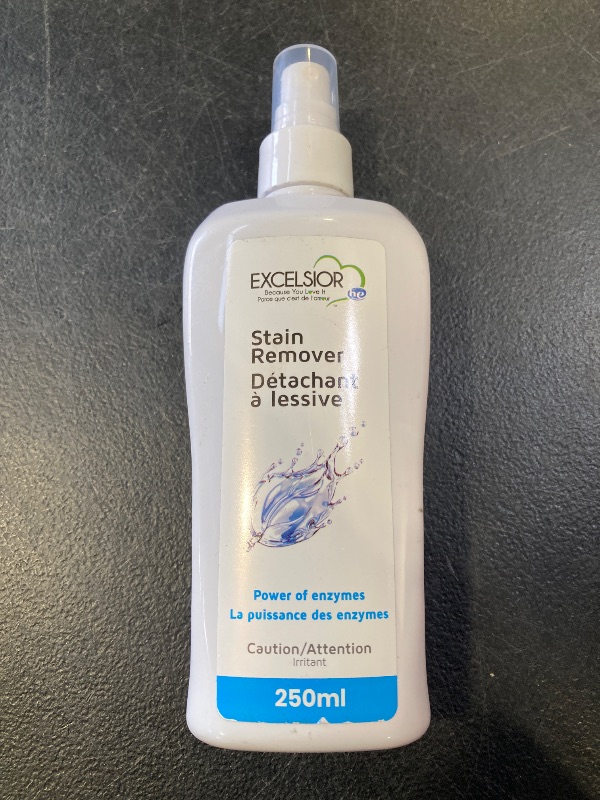 EXCELSIOR
he
Because You Love It
Parce que c'est de l'amour
Stain
Remover
Détachant
à lessive
Power of enzymes
La puissance des enzymes
Caution/Attention
Irritant
250ml